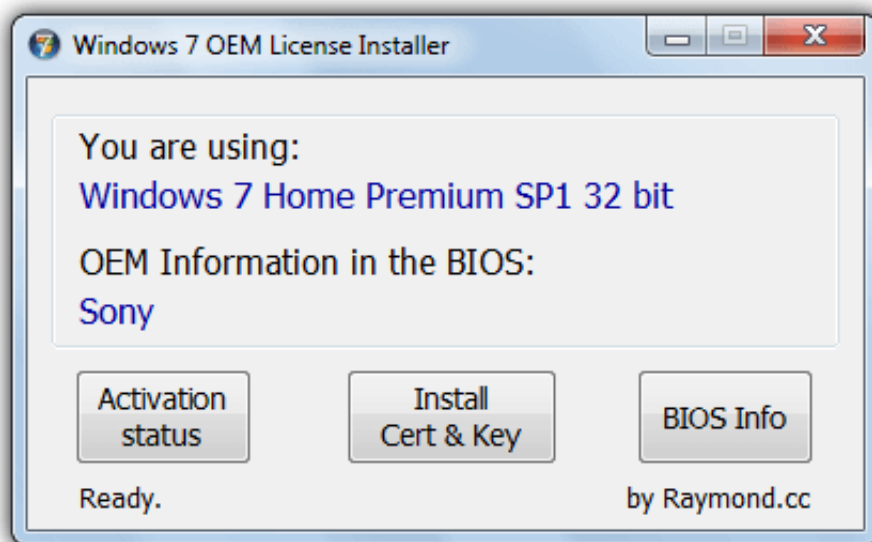 Windows 7 OEM License Installer
You are using:
Windows 7 Home Premium SP1 32 bit
OEM Information in the BIOS:
Sony
Activation
status
Install
Cert & Key
BIOS Info
Ready.
by Raymond.cc